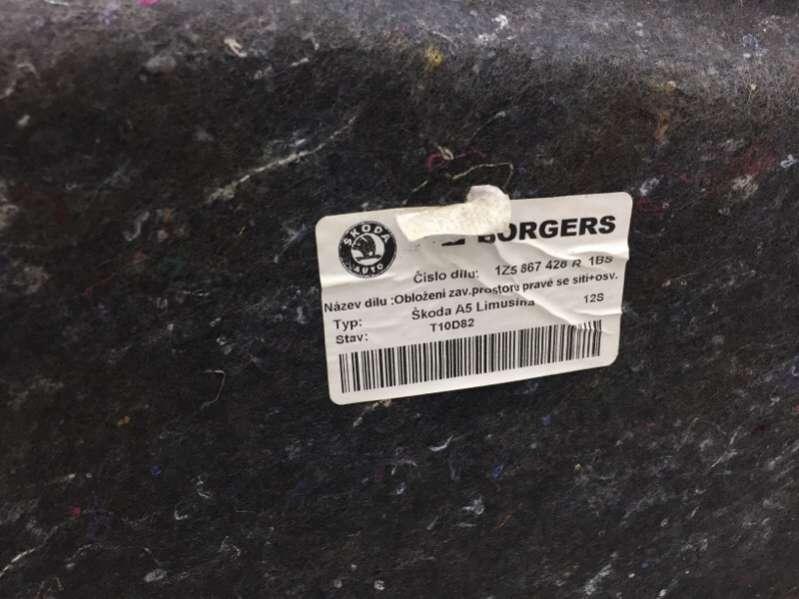 ŠKODA
AUTO
BORGERS
Číslo dílu: 1Z5 867 428 R 1BS
Název dílu :Obložení zav.prostoru pravé se sítí+osv.
Typ: Škoda A5 Limusína 12S
Stav: T10D82